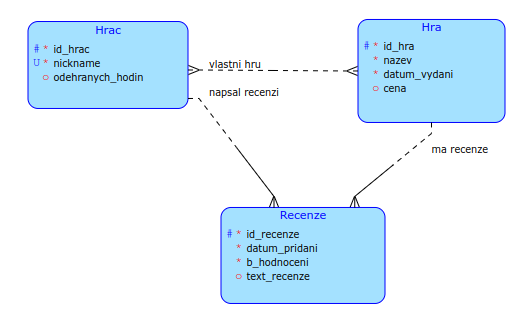 Hrac
# * id_hrac
U * nickname
o odehranych_hodin
vlastni hru
napsal recenzi
Hra
# * id_hra
* nazev
* datum_vydani
o cena
ma recenze
Recenze
# * id_recenze
* datum_pridani
* b_hodnoceni
o text_recenze